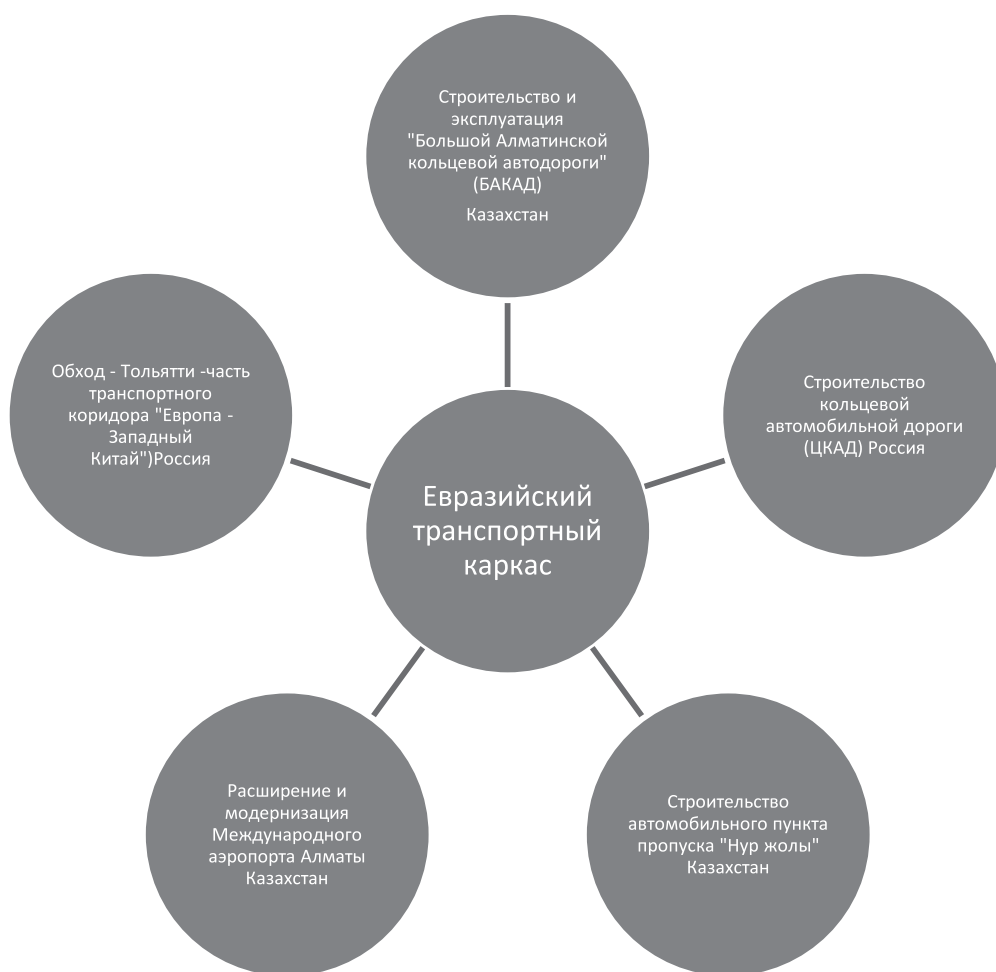 Строительство и
эксплуатация
"Большой Алматинской
кольцевой автодороги"
(БАКАД)
Казахстан
Обход - Тольятти -часть
транспортного
коридора "Европа -
Западный
Китай")Россия
Строительство
кольцевой
автомобильной дороги
(ЦКАД) Россия
Евразийский
транспортный
каркас
Расширение и
модернизация
Международного
аэропорта Алматы
Казахстан
Строительство
автомобильного пункта
пропуска "Нур жолы"
Казахстан